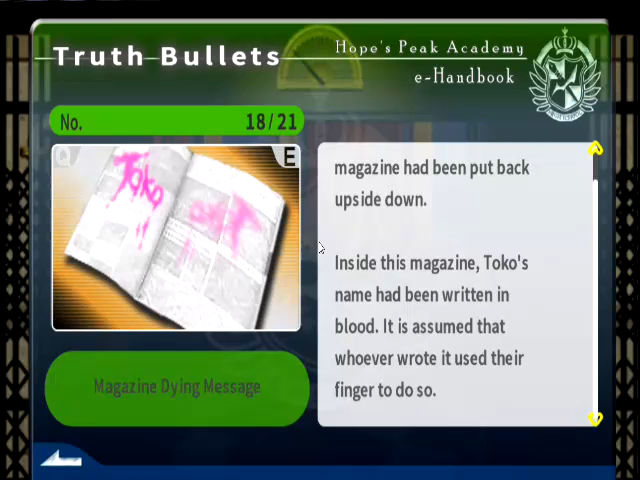 Truth Bullets
Hope's Peak Academy
e-Handbook
No. 18/21
Q
E
Toko
magazine had been put back
upside down.
Inside this magazine, Toko's
name had been written in
blood. It is assumed that
whoever wrote it used their
finger to do so.
Magazine Dying Message